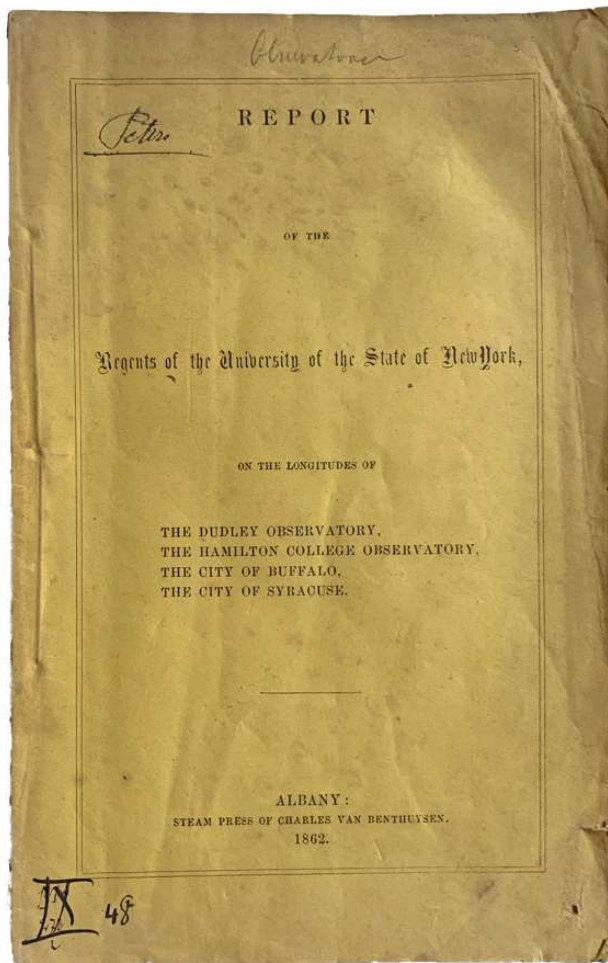 REPORT
Peters
OF THE
Regents of the University of the State of New York,
ON THE LONGITUDES OF
THE DUDLEY OBSERVATORY,
THE HAMILTON COLLEGE OBSERVATORY,
THE CITY OF BUFFALO,
THE CITY OF SYRACUSE.
ALBANY:
STEAM PRESS OF CHARLES VAN BENTHUYSEN.
1862.
IX 48